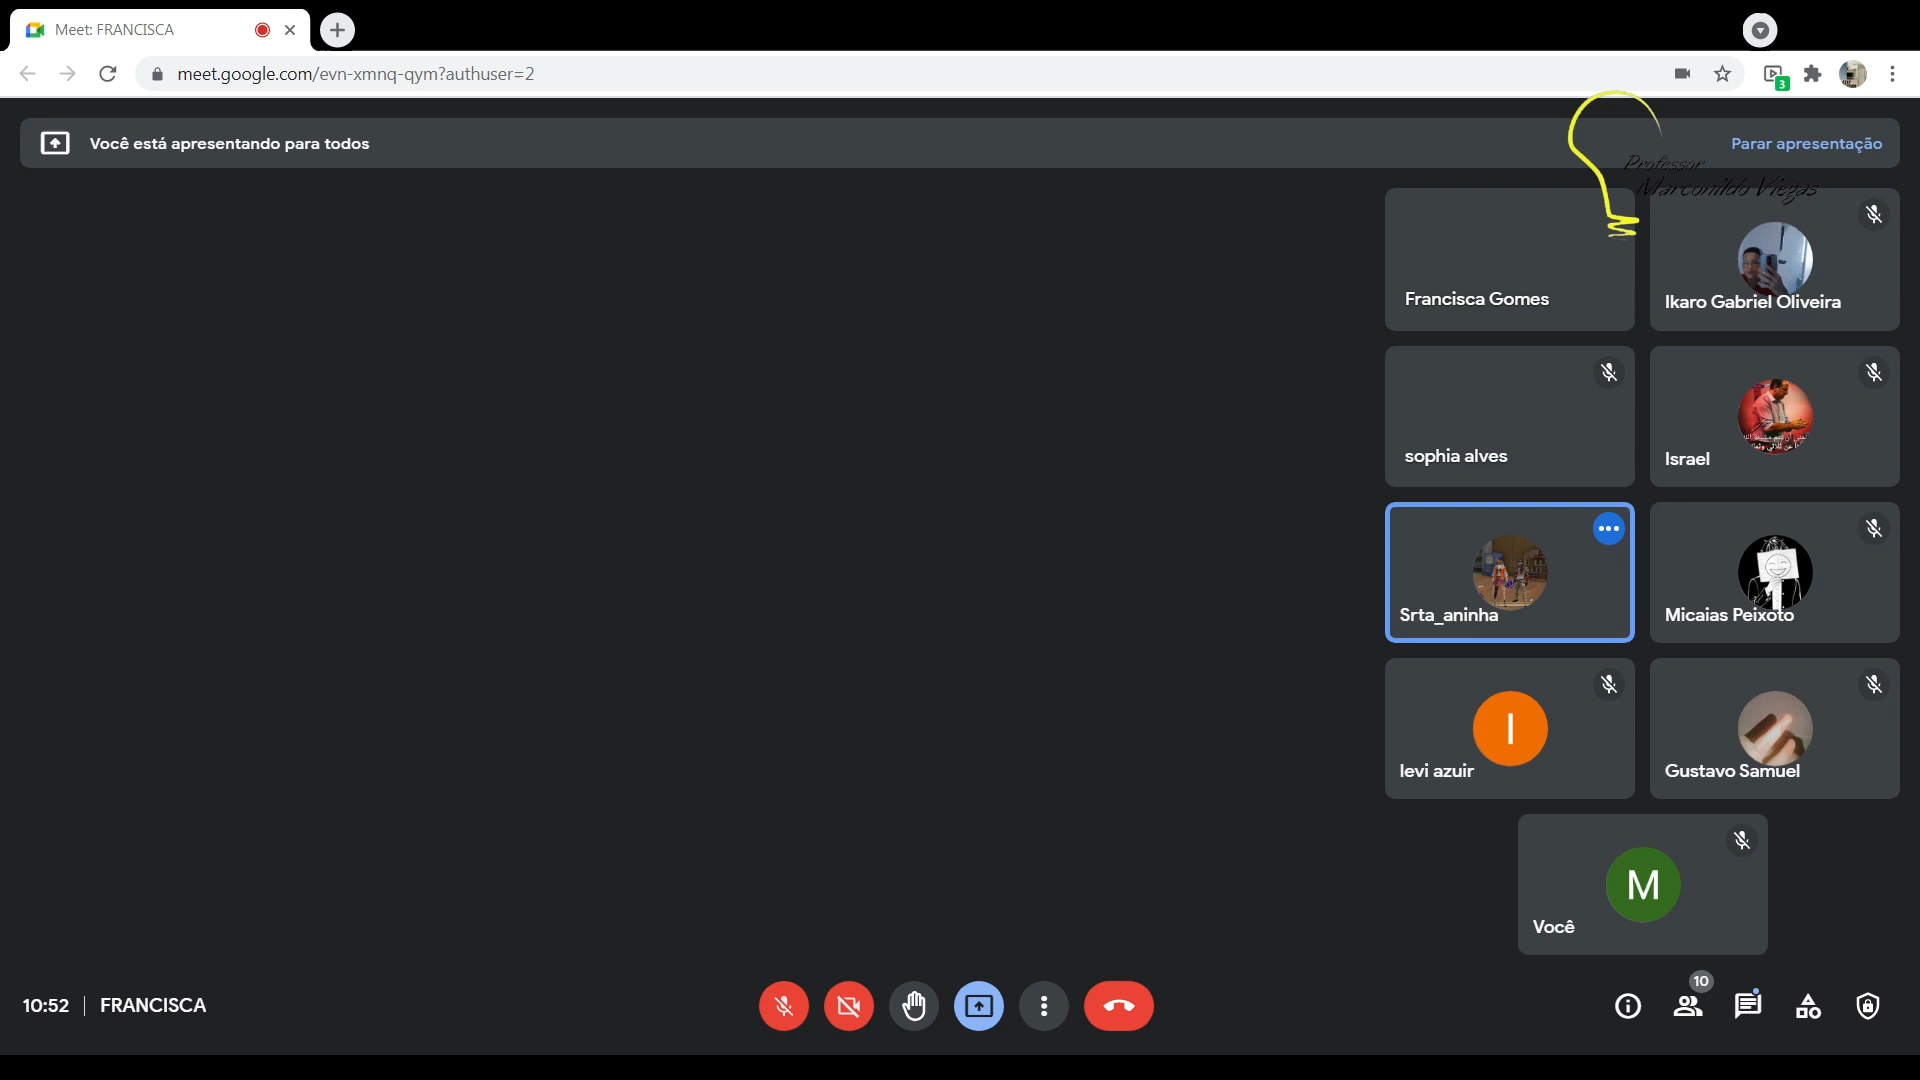 Meet: FRANCISCA
meet.google.com/evn-xmnq-qym?authuser=2
3
Você está apresentando para todos
Parar apresentação
Professor
Marconildo Viegas
Francisca Gomes
Ikaro Gabriel Oliveira
sophia alves
Israel
Srta_aninha
Micaias Peixoto
l
levi azuir
Gustavo Samuel
M
Você
10:52
FRANCISCA
10